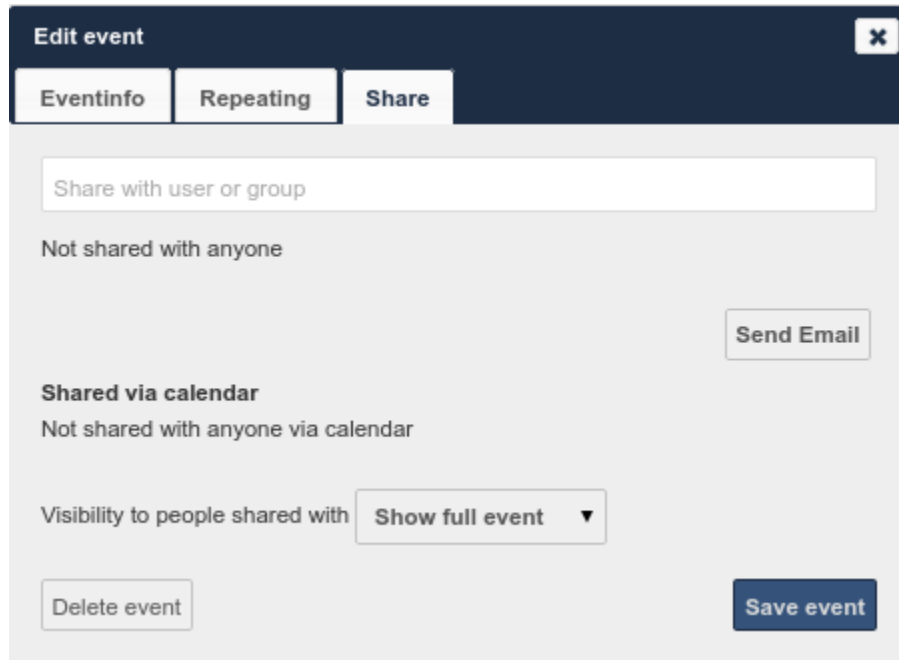 Edit event
Eventinfo Repeating Share
Share with user or group
Not shared with anyone
Send Email
Shared via calendar
Not shared with anyone via calendar
Visibility to people shared with Show full event
Delete event Save event